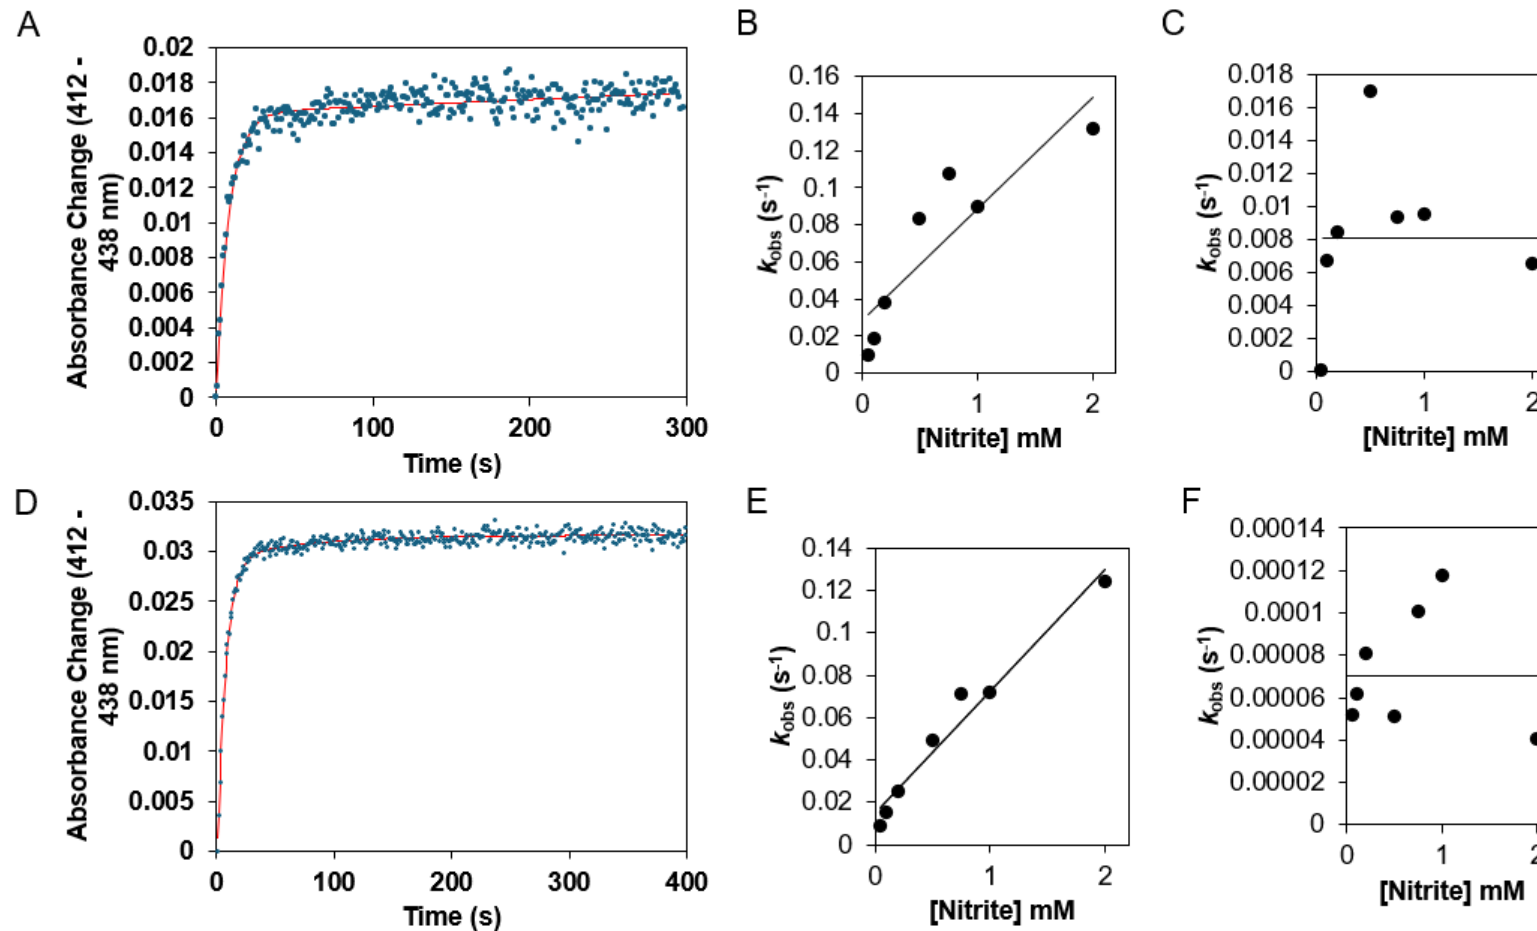 A
Absorbance Change (412 -
438 nm)
0.02
0.018
0.016
0.014
0.012
0.01
0.008
0.006
0.004
0.002
0
0 100 200 300
Time (s)
B
kobs (s-1)
0.16
0.14
0.12
0.1
0.08
0.06
0.04
0.02
0
0 1 2
[Nitrite] mM
C
kobs (s-1)
0.018
0.016
0.014
0.012
0.01
0.008
0.006
0.004
0.002
0
0 1 2
[Nitrite] mM
D
Absorbance Change (412 -
438 nm)
0.035
0.03
0.025
0.02
0.015
0.01
0.005
0
0 100 200 300 400
Time (s)
E
kobs (s-1)
0.14
0.12
0.1
0.08
0.06
0.04
0.02
0
0 1 2
[Nitrite] mM
F
kobs (s-1)
0.00014
0.00012
0.0001
0.00008
0.00006
0.00004
0.00002
0
0 1 2
[Nitrite] mM